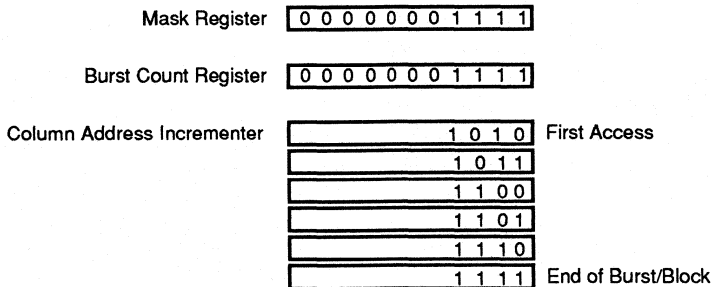 Mask Register 0 0 0 0 0 0 0 1 1 1 1
Burst Count Register 0 0 0 0 0 0 0 1 1 1 1
Column Address Incrementer 1 0 1 0 First Access
1 0 1 1
1 1 0 0
1 1 0 1
1 1 1 0
1 1 1 1 End of Burst/Block